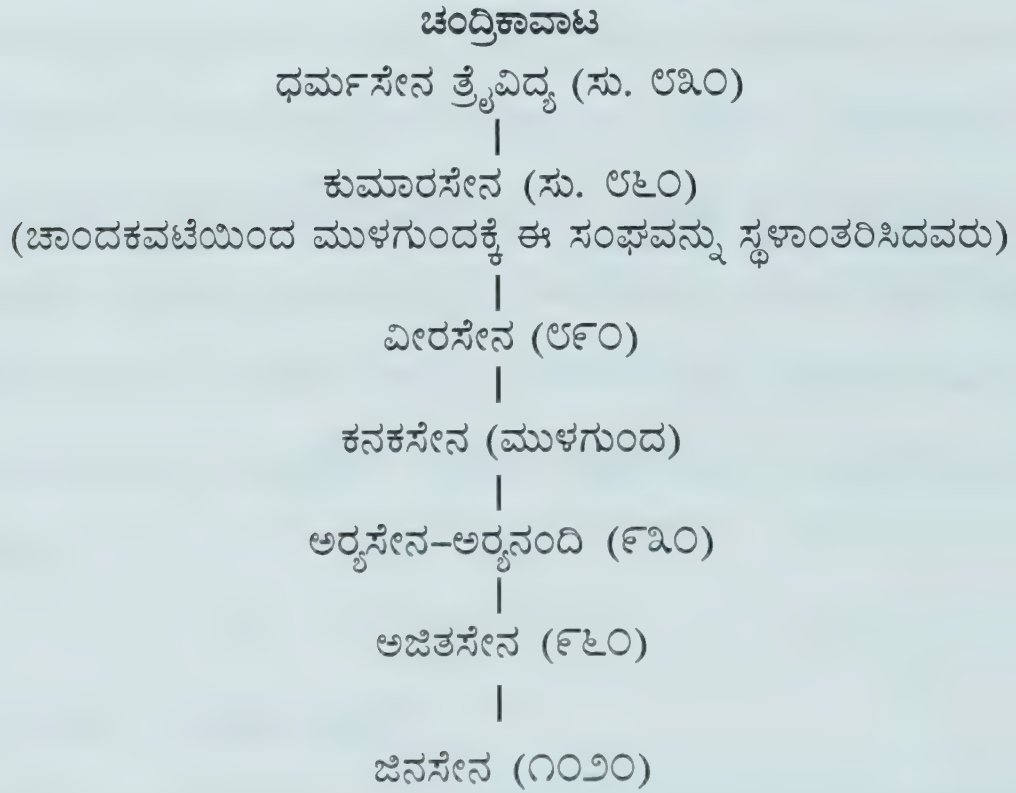 ಚಂದ್ರಿಕಾವಾಟ
ಧರ್ಮಸೇನ ತ್ರೈವಿದ್ಯ (ಸು. ೮೩೦)
ಕುಮಾರಸೇನ (ಸು. ೮೬೦)
(ಚಾಂದಕವಟೆಯಿಂದ ಮುಳಗುಂದಕ್ಕೆ ಈ ಸಂಘವನ್ನು ಸ್ಥಳಾಂತರಿಸಿದವರು)
ವೀರಸೇನ (೮೯೦)
ಕನಕಸೇನ (ಮುಳಗುಂದ)
ಅರ‍್ಯಸೇನ–ಅರ‍್ಯನಂದಿ (೯೩೦)
ಅಜಿತಸೇನ (೯೬೦)
ಜಿನಸೇನ (೧೦೨೦)